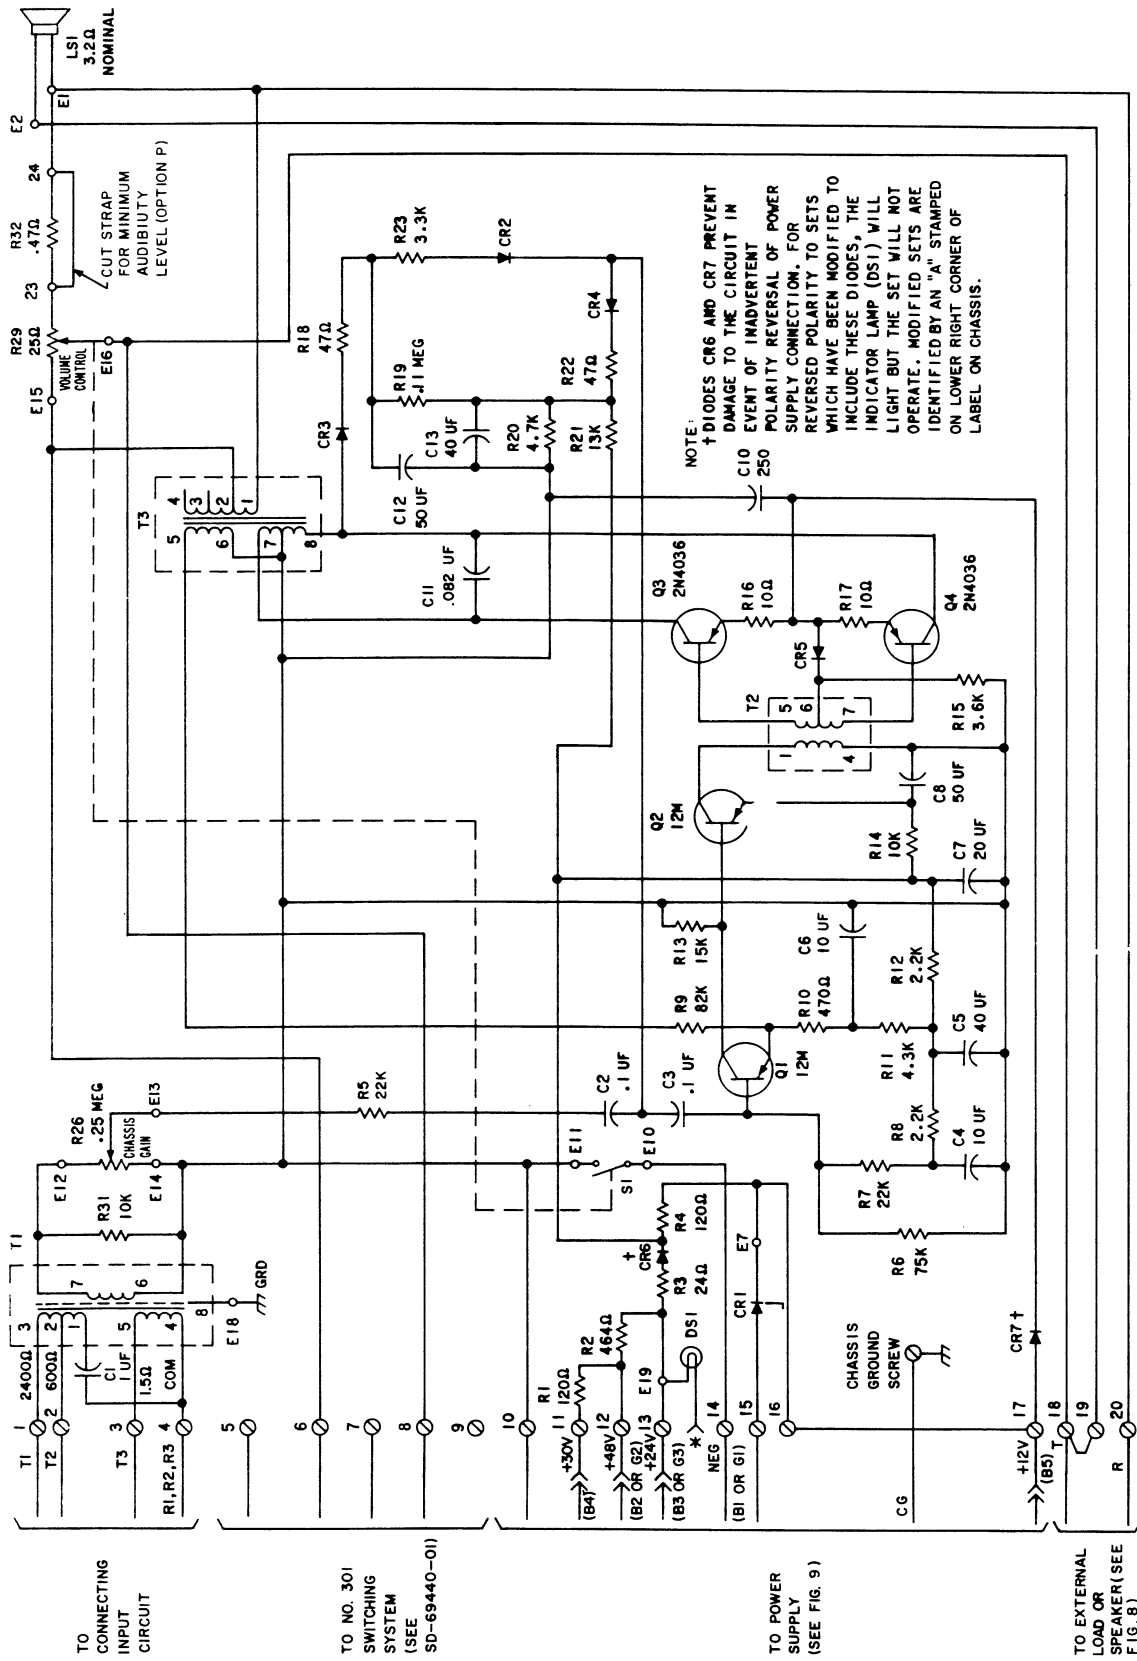 TO
CONNECTING
INPUT
CIRCUIT
TO NO. 301
SWITCHING
SYSTEM
(SEE
SD-69440-01)
TO POWER
SUPPLY
(SEE FIG. 9)
TO EXTERNAL
LOAD OR
SPEAKER (SEE
FIG. 8)
T1
1
2400Ω
T2
2
600Ω
T3
3
1.5Ω
R1, R2, R3
4
COM
5
6
7
8
9
10
11
+30V
(B4)
12
+48V
(B2 OR G2)
13
+24V
(B3 OR G3)
*
14
NEG
15
(B1 OR G1)
16
CG
17
+12V
(B5)
18
T
19
20
R
C1
1 UF
T1
3
2
1
5
4
7
6
8
E18
GRD
R31
10K
E12
E14
R26
.25 MEG
CHASSIS
GAIN
E13
R5
22K
R1
120Ω
R2
464Ω
E19
DS1
R3
24Ω
†
CR6
R4
120Ω
S1
E11
E10
CR1
E7
CHASSIS
GROUND
SCREW
CR7 †
C2
.1 UF
C3
.1 UF
R6
75K
R7
22K
R8
2.2K
C4
10 UF
Q1
12M
R9
82K
R10
470Ω
R11
4.3K
C5
40 UF
R12
2.2K
C6
10 UF
R13
15K
C7
20 UF
R14
10K
Q2
12M
C8
50 UF
T2
1
4
5
6
7
R15
3.6K
CR5
Q3
2N4036
R16
10Ω
R17
10Ω
Q4
2N4036
C10
250
C11
.082 UF
T3
5
6
7
8
4
3
2
1
CR3
R18
47Ω
C12
50 UF
C13
40 UF
R19
.11 MEG
R20
4.7K
R21
13K
R22
47Ω
CR4
R23
3.3K
CR2
E15
R29
25Ω
VOLUME
CONTROL
E16
23
R32
.47Ω
24
CUT STRAP
FOR MINIMUM
AUDIBIUTY
LEVEL (OPTION P)
E2
E1
LS1
3.2Ω
NOMINAL
NOTE:
† DIODES CR6 AND CR7 PREVENT
DAMAGE TO THE CIRCUIT IN
EVENT OF INADVERTENT
POLARITY REVERSAL OF POWER
SUPPLY CONNECTION. FOR
REVERSED POLARITY TO SETS
WHICH HAVE BEEN MODIFIED TO
INCLUDE THESE DIODES, THE
INDICATOR LAMP (DS1) WILL
LIGHT BUT THE SET WILL NOT
OPERATE. MODIFIED SETS ARE
IDENTIFIED BY AN "A" STAMPED
ON LOWER RIGHT CORNER OF
LABEL ON CHASSIS.